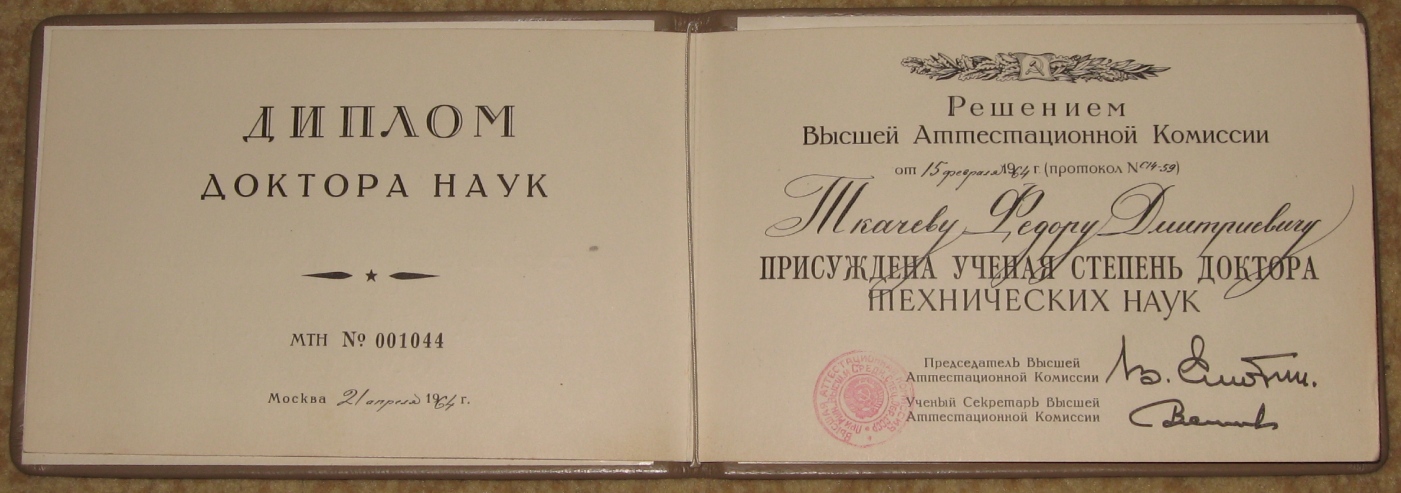 ДИПЛОМ
ДОКТОРА НАУК
МТН № 001044
Москва 21 апреля 1964 г.
Решением
Высшей Аттестационной Комиссии
от 15 февраля 1964 г. (протокол № 14-59)
Ткачеву Федору Дмитриевичу
ПРИСУЖДЕНА УЧЕНАЯ СТЕПЕНЬ ДОКТОРА
ТЕХНИЧЕСКИХ НАУК
Председатель Высшей
Аттестационной Комиссии
Ученый Секретарь Высшей
Аттестационной Комиссии